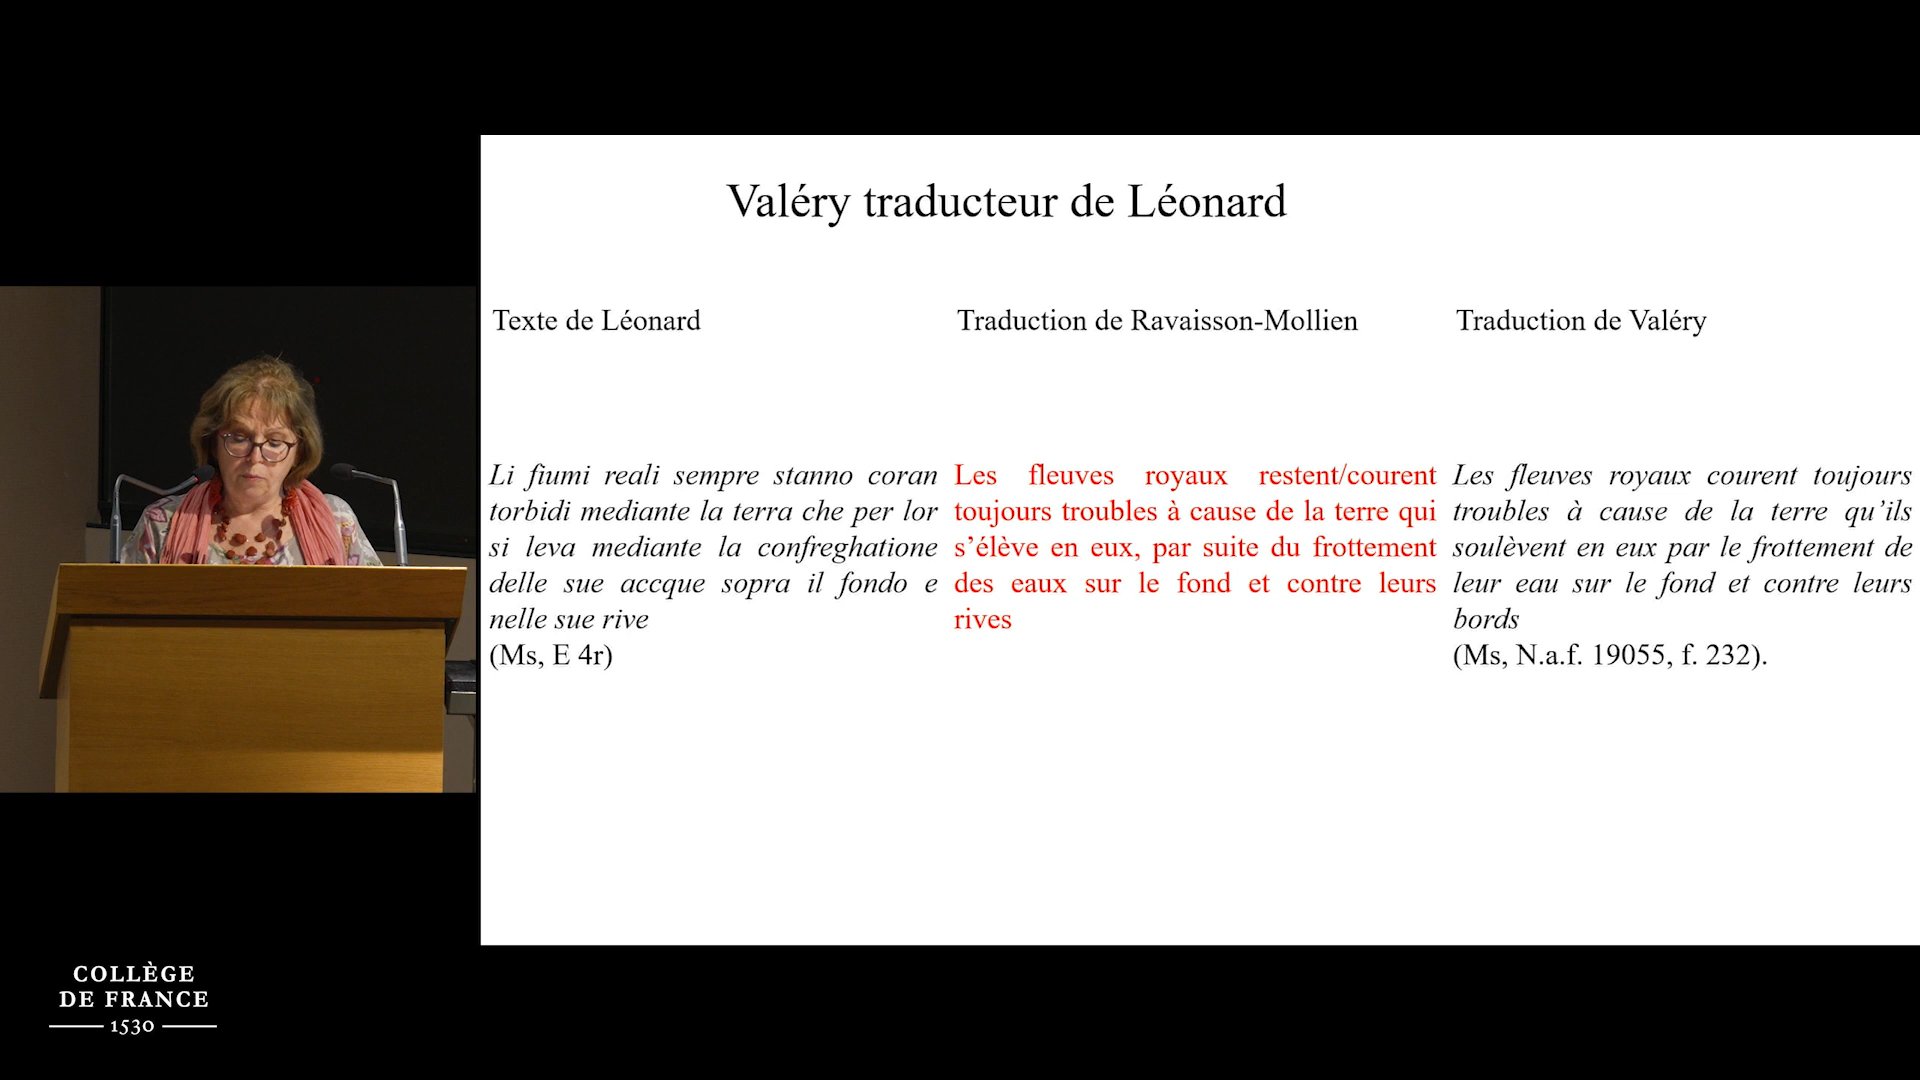 Valéry traducteur de Léonard
Texte de Léonard
Traduction de Ravaisson-Mollien
Traduction de Valéry
Li fiumi reali sempre stanno coran
torbidi mediante la terra che per lor
si leva mediante la confreghatione
delle sue accque sopra il fondo e
nelle sue rive
(Ms, E 4r)
Les fleuves royaux restent/courent
toujours troubles à cause de la terre qui
s’élève en eux, par suite du frottement
des eaux sur le fond et contre leurs
rives
Les fleuves royaux courent toujours
troubles à cause de la terre qu’ils
soulèvent en eux par le frottement de
leur eau sur le fond et contre leurs
bords
(Ms, N.a.f. 19055, f. 232).
COLLÈGE
DE FRANCE
1530